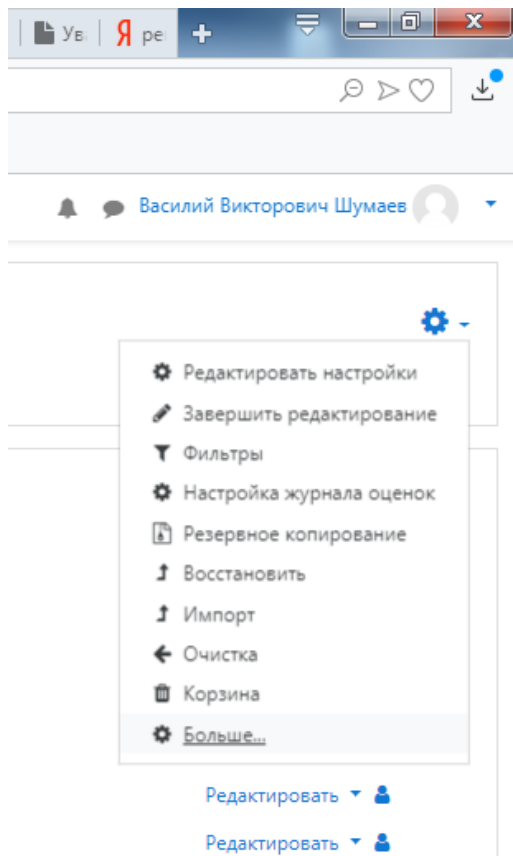 Ув
Я ре
Василий Викторович Шумаев
Редактировать настройки
Завершить редактирование
Фильтры
Настройка журнала оценок
Резервное копирование
Восстановить
Импорт
Очистка
Корзина
Больше...
Редактировать
Редактировать